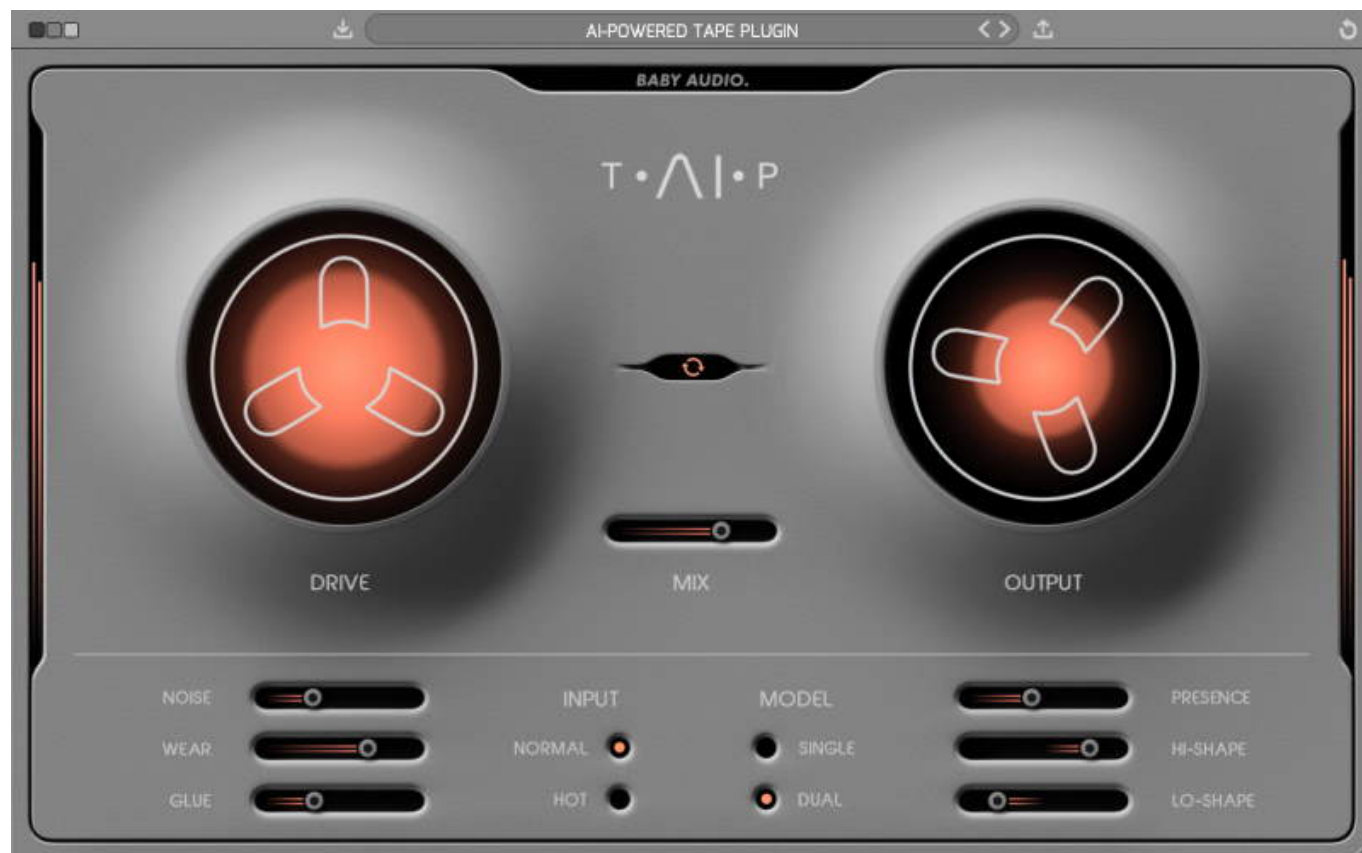 AI-POWERED TAPE PLUGIN
BABY AUDIO.
T•AI•P
DRIVE
MIX
OUTPUT
NOISE
INPUT
MODEL
PRESENCE
WEAR
NORMAL
SINGLE
HI-SHAPE
GLUE
HOT
DUAL
LO-SHAPE